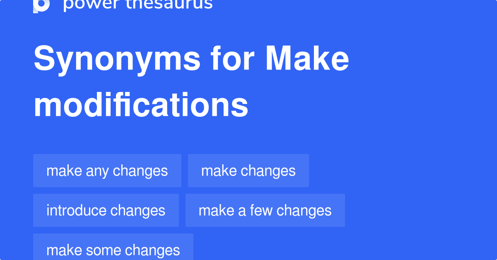 power thesaurus
Synonyms for Make
modifications
make any changes
make changes
introduce changes
make a few changes
make some changes